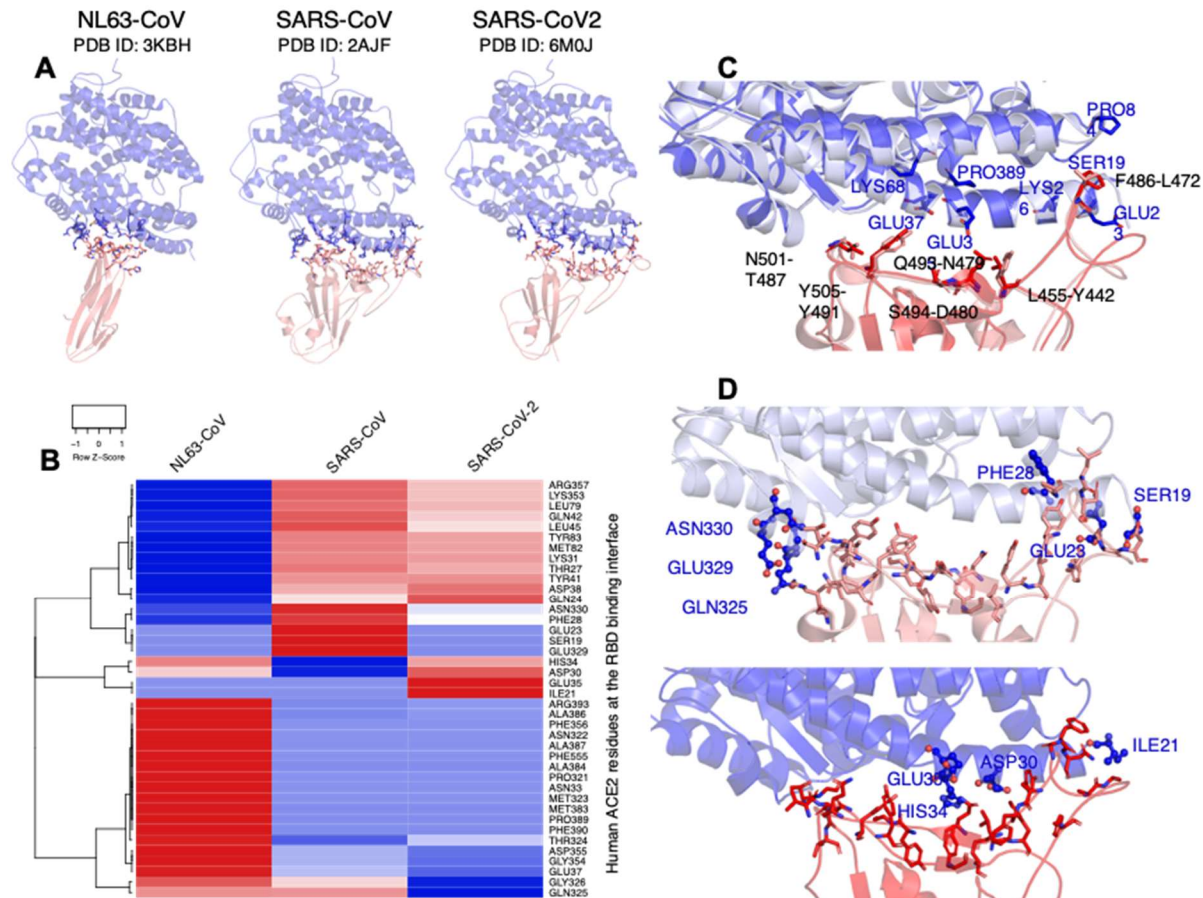 NL63-CoV
PDB ID: 3KBH
SARS-CoV
PDB ID: 2AJF
SARS-CoV2
PDB ID: 6M0J
A
B
-1 0 1
Row Z-Score
NL63-CoV
SARS-CoV
SARS-CoV-2
ARG357
LYS353
LEU79
GLN42
LEU45
TYR83
MET82
LYS31
THR27
TYR41
ASP38
GLN24
ASN330
PHE28
GLU23
SER19
GLU329
HIS34
ASP30
GLU35
ILE21
ARG393
ALA386
PHE356
ASN322
ALA387
PHE555
ALA384
PRO321
ASN33
MET323
MET383
PRO389
PHE390
THR324
ASP355
GLY354
GLU37
GLY326
GLN325
Human ACE2 residues at the RBD binding interface
C
PRO8
4
SER19
F486-L472
LYS68
PRO389
LYS2
6
GLU2
3
GLU37
GLU3
N501-
T487
Q493-N479
Y505-
Y491
S494-D480
L455-Y442
D
PHE28
SER19
ASN330
GLU23
GLU329
GLN325
ILE21
ASP30
HIS34